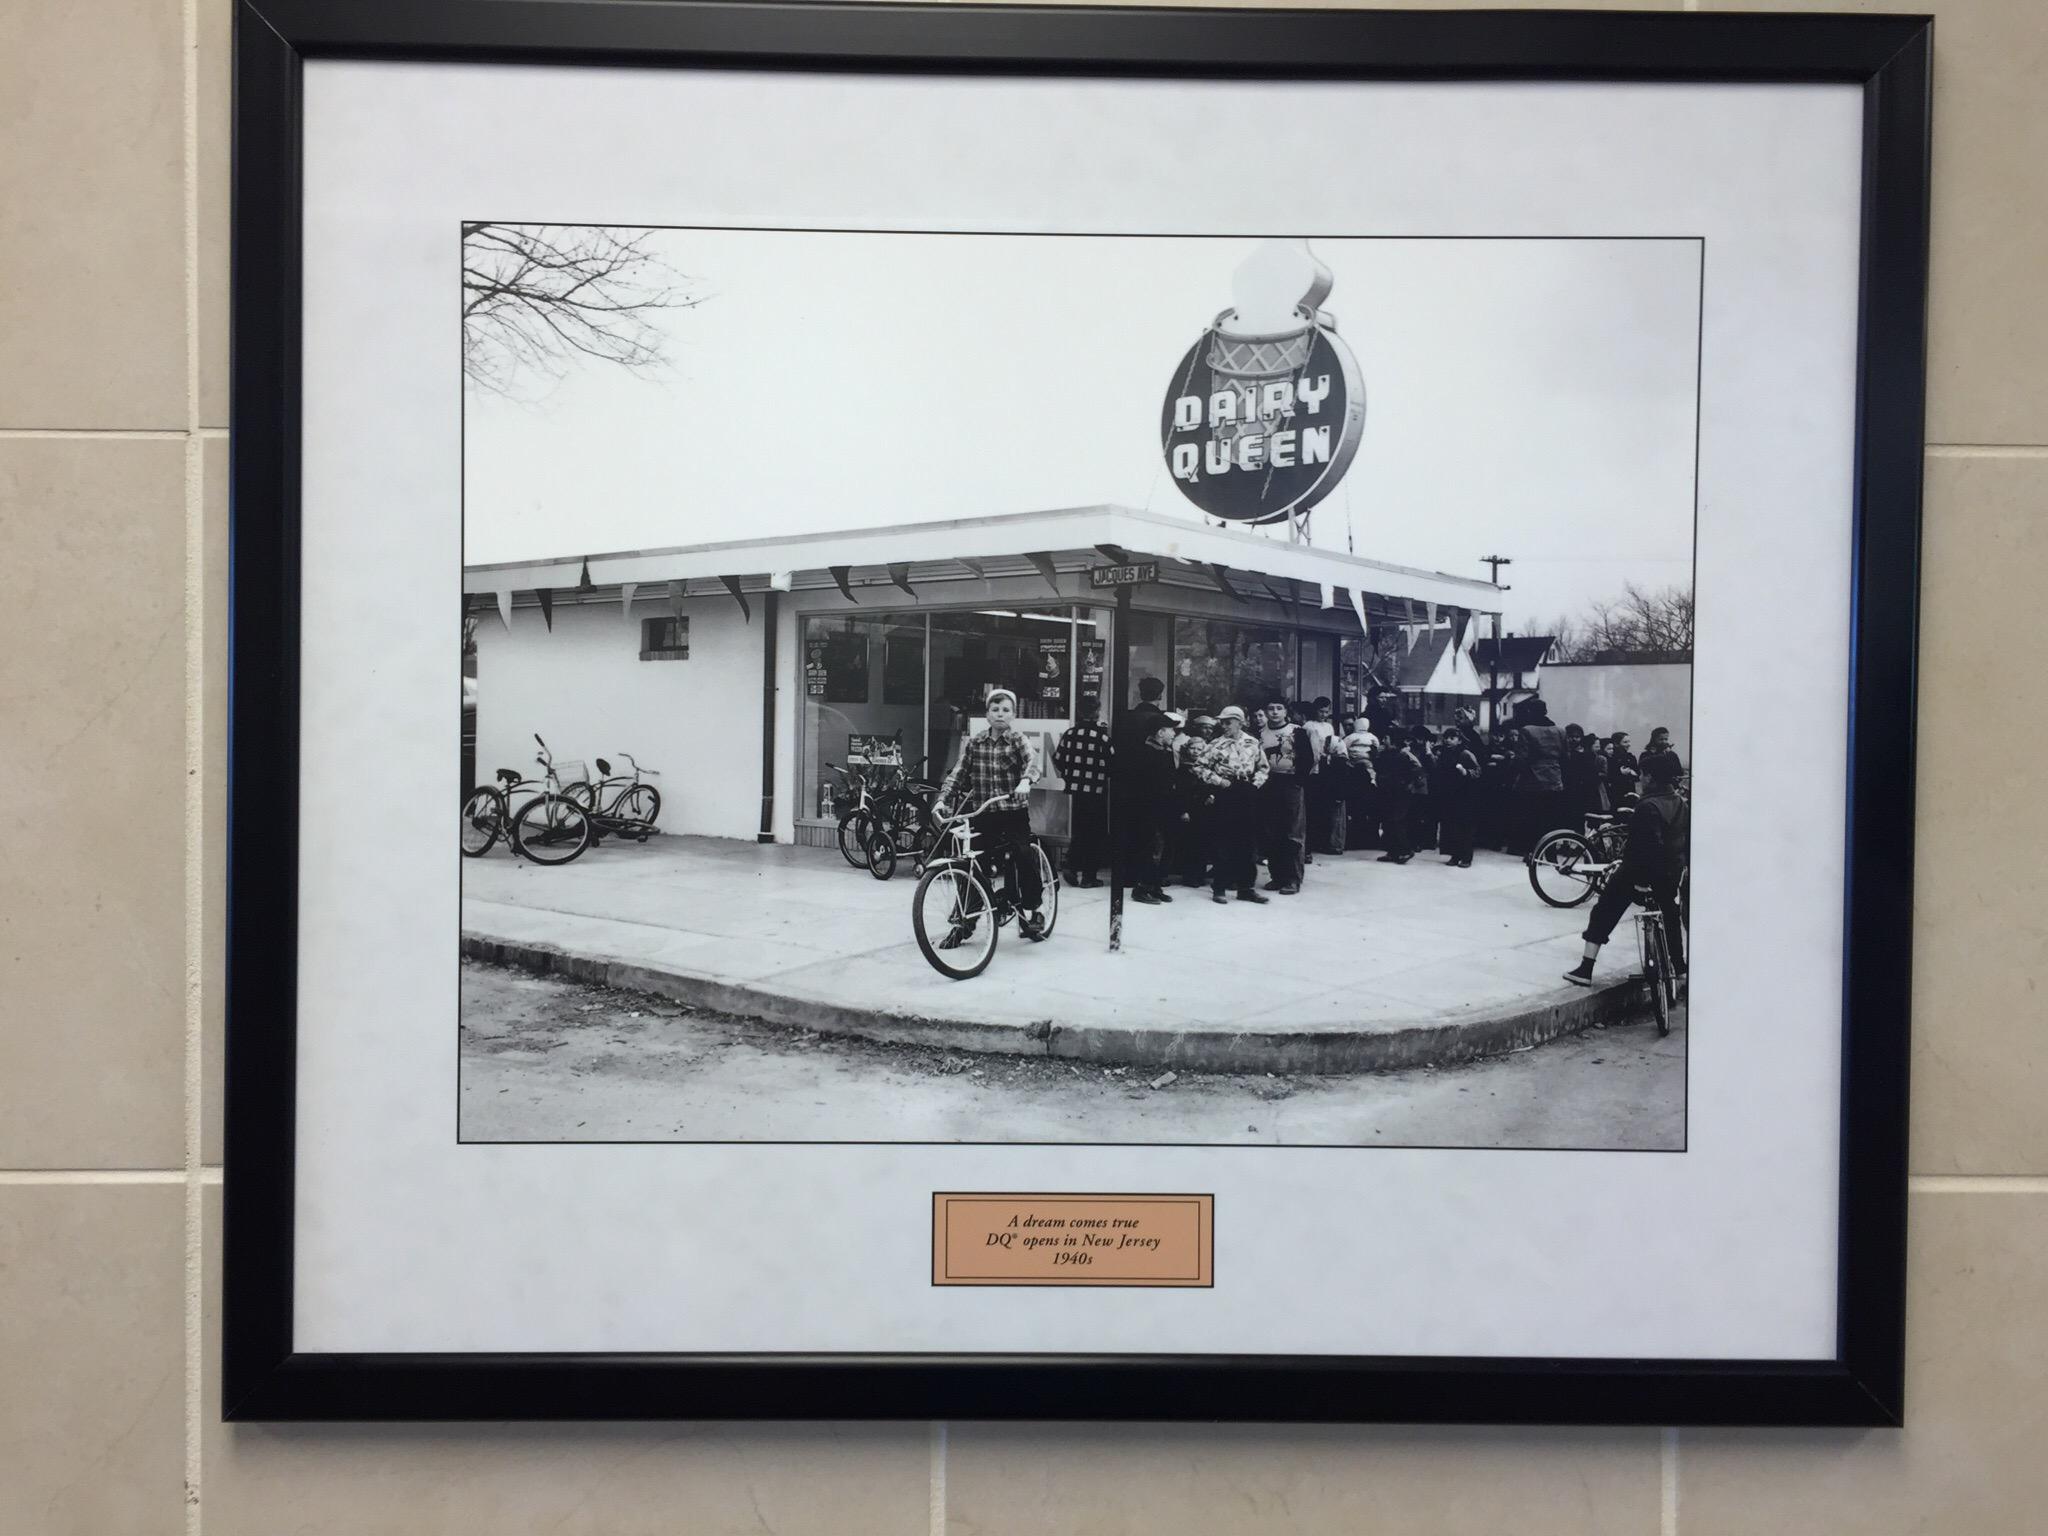 DAIRY
QUEEN
JACQUES AVE
A dream comes true
DQ® opens in New Jersey
1940s